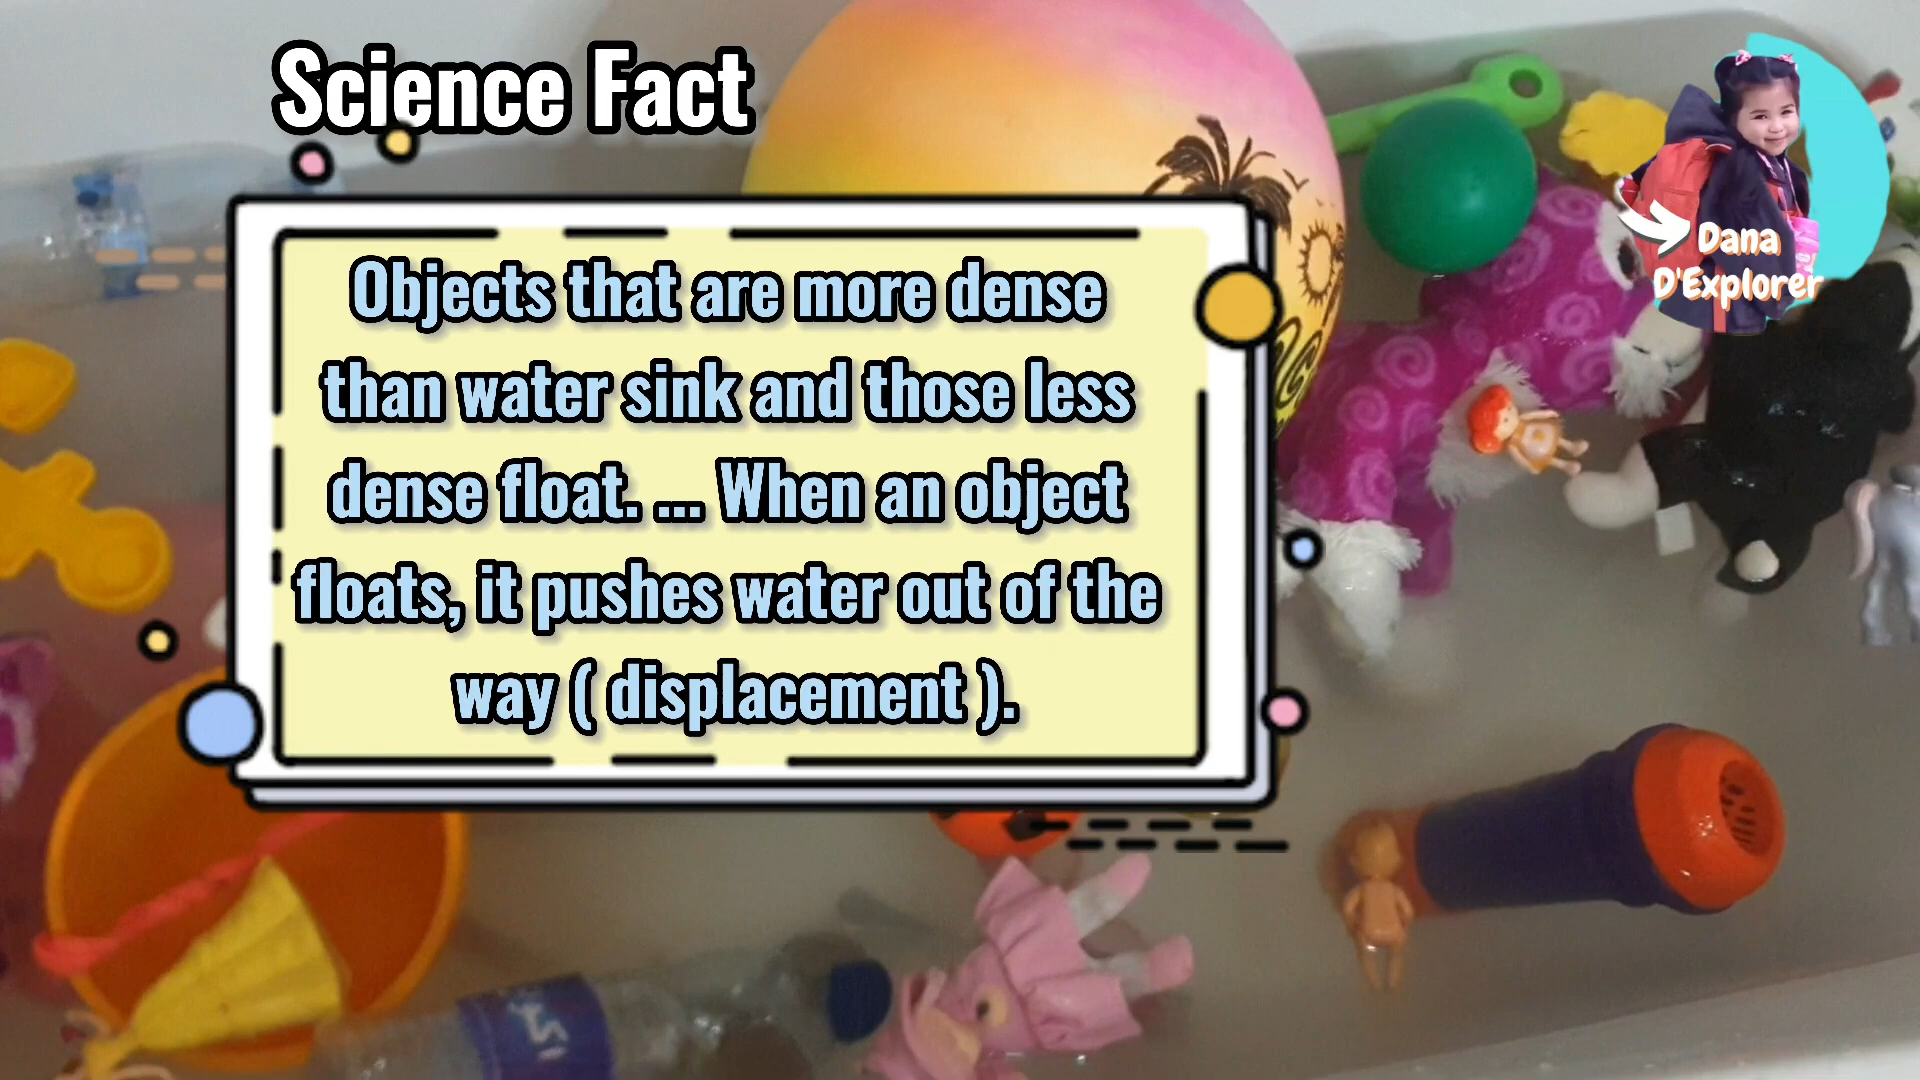 Science Fact
Objects that are more dense
than water sink and those less
dense float. ... When an object
floats, it pushes water out of the
way ( displacement ).
Dana
D'Explorer